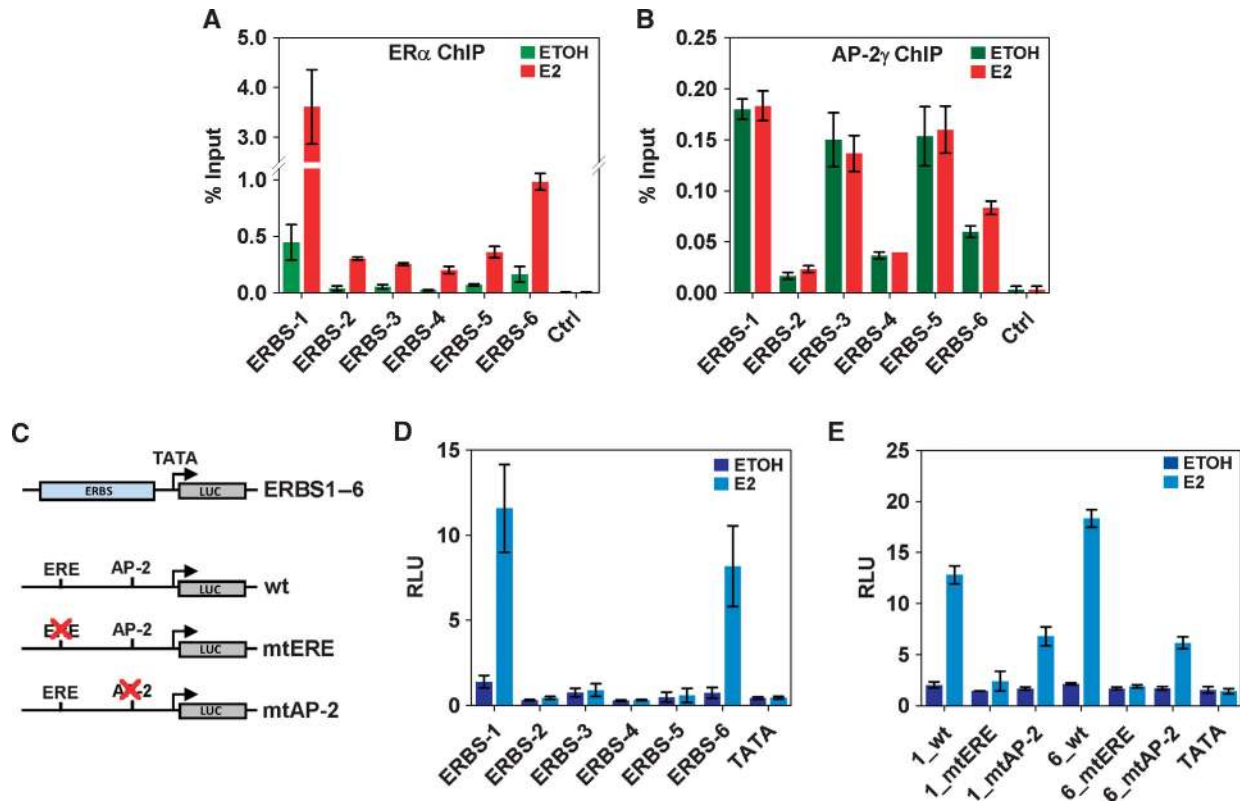 A
ERα ChIP
ETOH
E2
% Input
5.0
4.0
3.0
1.0
0.5
0.0
ERBS-1
ERBS-2
ERBS-3
ERBS-4
ERBS-5
ERBS-6
Ctrl
B
AP-2γ ChIP
ETOH
E2
% Input
0.25
0.20
0.15
0.10
0.05
0.00
ERBS-1
ERBS-2
ERBS-3
ERBS-4
ERBS-5
ERBS-6
Ctrl
C
TATA
ERBS
LUC
ERBS1–6
ERE
AP-2
LUC
wt
ERE
AP-2
LUC
mtERE
ERE
AP-2
LUC
mtAP-2
D
ETOH
E2
RLU
15
10
5
0
ERBS-1
ERBS-2
ERBS-3
ERBS-4
ERBS-5
ERBS-6
TATA
E
ETOH
E2
RLU
25
20
15
10
5
0
1_wt
1_mtERE
1_mtAP-2
6_wt
6_mtERE
6_mtAP-2
TATA